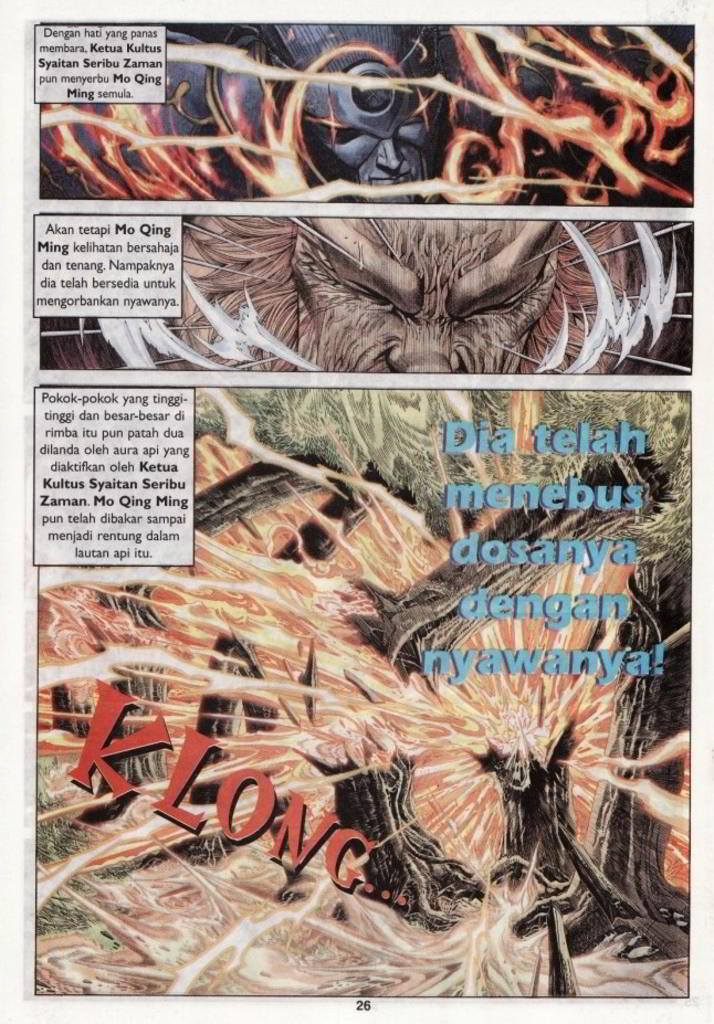 Dengan hati yang panas
membara, Ketua Kultus
Syaitan Seribu Zaman
pun menyerbu Mo Qing
Ming semula.
Akan tetapi Mo Qing
Ming kelihatan bersahaja
dan tenang. Nampaknya
dia telah bersedia untuk
mengorbankan nyawanya.
Pokok-pokok yang tinggi-
tinggi dan besar-besar di
rimba itu pun patah dua
dilanda oleh aura api yang
diaktifkan oleh Ketua
Kultus Syaitan Seribu
Zaman. Mo Qing Ming
pun telah dibakar sampai
menjadi rentung dalam
lautan api itu.
Dia telah
menebus
dosanya
dengan
nyawanya!
KLONG...
26